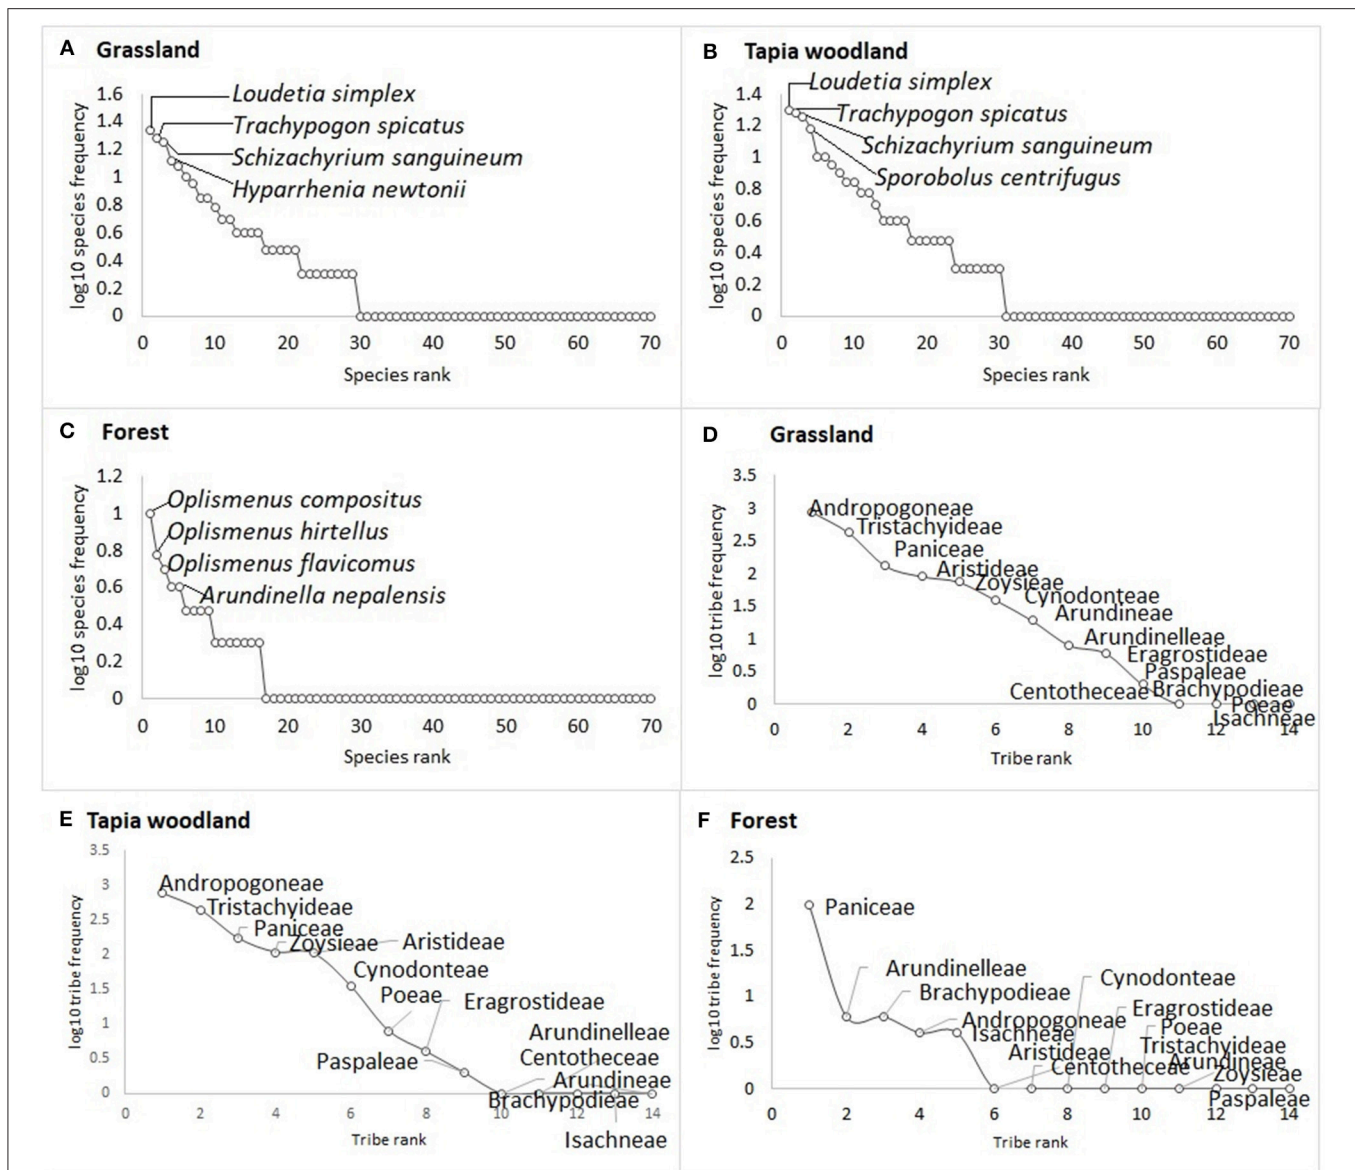 A Grassland
log10 species frequency
1.6
1.4
1.2
1
0.8
0.6
0.4
0.2
0
Loudetia simplex
Trachypogon spicatus
Schizachyrium sanguineum
Hyparrhenia newtonii
0 10 20 30 40 50 60 70
Species rank
B Tapia woodland
log10 species frequency
1.4
1.2
1
0.8
0.6
0.4
0.2
0
Loudetia simplex
Trachypogon spicatus
Schizachyrium sanguineum
Sporobolus centrifugus
0 10 20 30 40 50 60 70
Species rank
C Forest
log10 species frequency
1.2
1
0.8
0.6
0.4
0.2
0
Oplismenus compositus
Oplismenus hirtellus
Oplismenus flavicomus
Arundinella nepalensis
0 10 20 30 40 50 60 70
Species rank
D Grassland
log10 tribe frequency
3.5
3
2.5
2
1.5
1
0.5
0
Andropogoneae
Tristachyideae
Paniceae
Aristideae
Zoysieae
Cynodonteae
Arundineae
Arundinelleae
Eragrostideae
Paspaleae
Centotheceae Brachypodieae
Poeae
Isachneae
0 2 4 6 8 10 12 14
Tribe rank
E Tapia woodland
log10 tribe frequency
3.5
3
2.5
2
1.5
1
0.5
0
Andropogoneae
Tristachyideae
Paniceae
Zoysieae Aristideae
Cynodonteae
Poeae Eragrostideae
Arundinelleae
Paspaleae Centotheceae
Arundineae
Brachypodieae
Isachneae
0 2 4 6 8 10 12 14
Tribe rank
F Forest
log10 tribe frequency
2.5
2
1.5
1
0.5
0
Paniceae
Arundinelleae Cynodonteae
Brachypodieae
Andropogoneae Eragrostideae
Isachneae Poeae
Aristideae Tristachyideae
Centotheceae Arundineae
Zoysieae
Paspaleae
0 2 4 6 8 10 12 14
Tribe rank